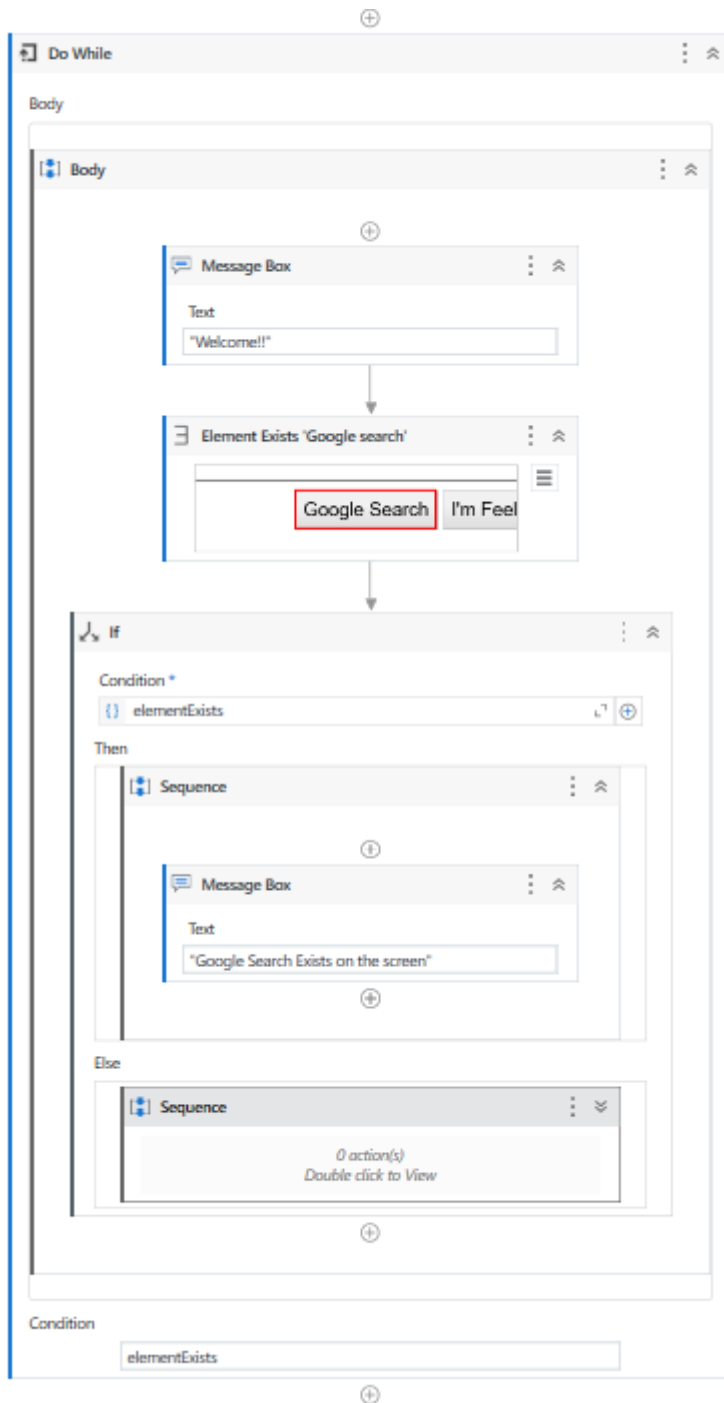 Do While
Body
Body
Message Box
Text
"Welcome!!"
Element Exists 'Google search'
Google Search I'm Feel
If
Condition *
{} elementExists
Then
Sequence
Message Box
Text
"Google Search Exists on the screen"
Else
Sequence
0 action(s)
Double click to View
Condition
elementExists